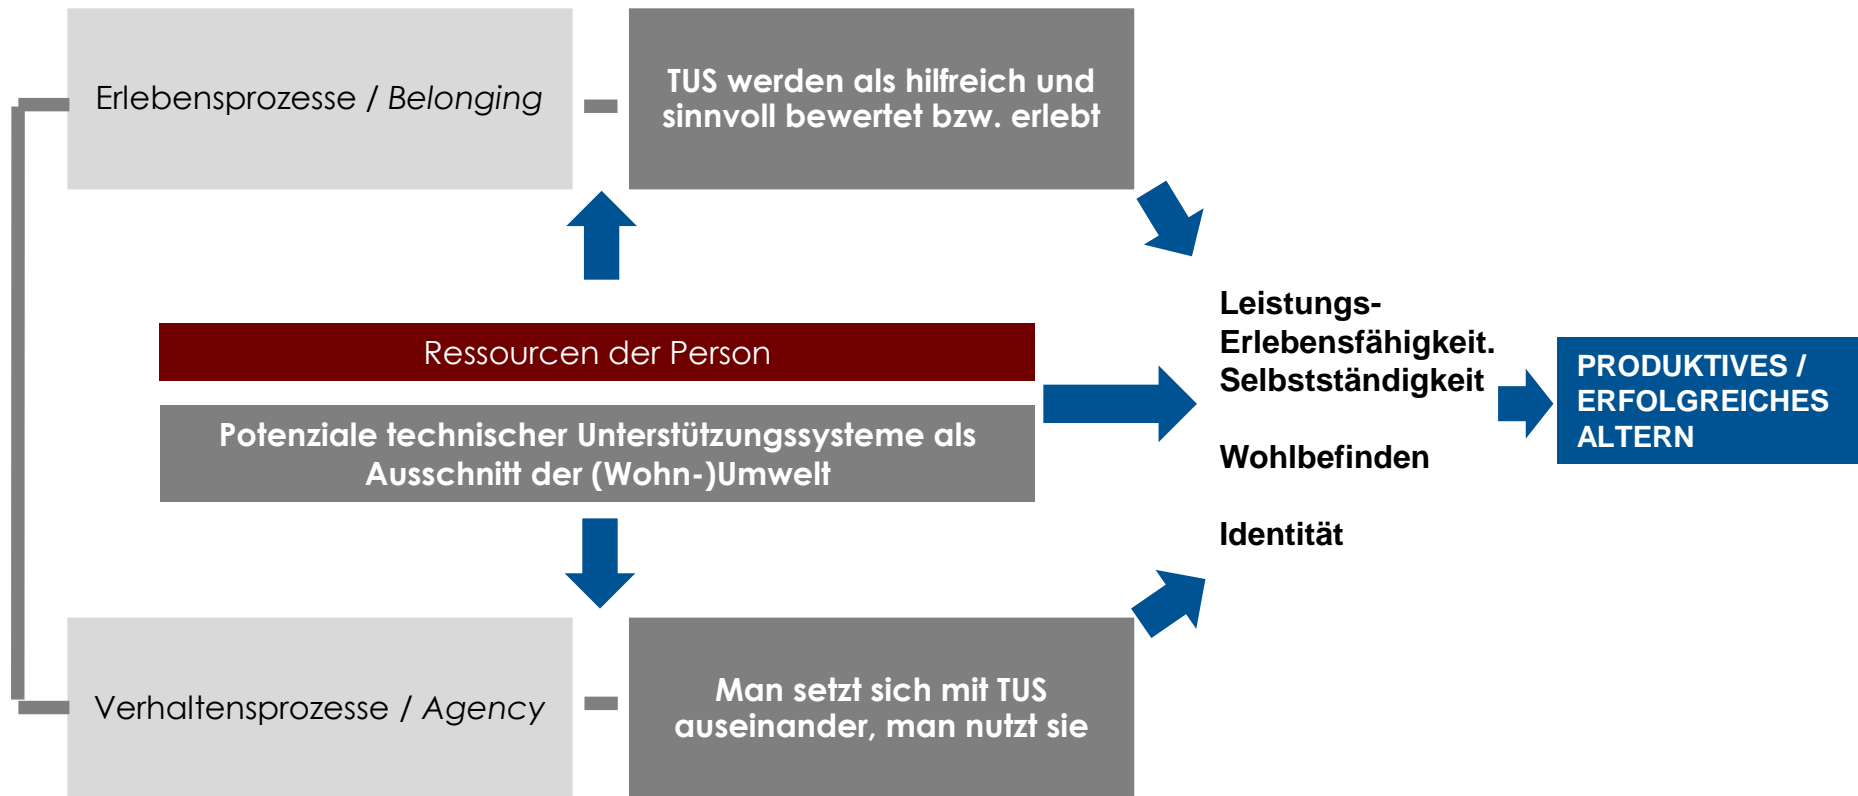 Erlebensprozesse / Belonging
TUS werden als hilfreich und
sinnvoll bewertet bzw. erlebt
Ressourcen der Person
Potenziale technischer Unterstützungssysteme als
Ausschnitt der (Wohn-)Umwelt
Leistungs-
Erlebensfähigkeit.
Selbstständigkeit
Wohlbefinden
Identität
PRODUKTIVES /
ERFOLGREICHES
ALTERN
Verhaltensprozesse / Agency
Man setzt sich mit TUS
auseinander, man nutzt sie